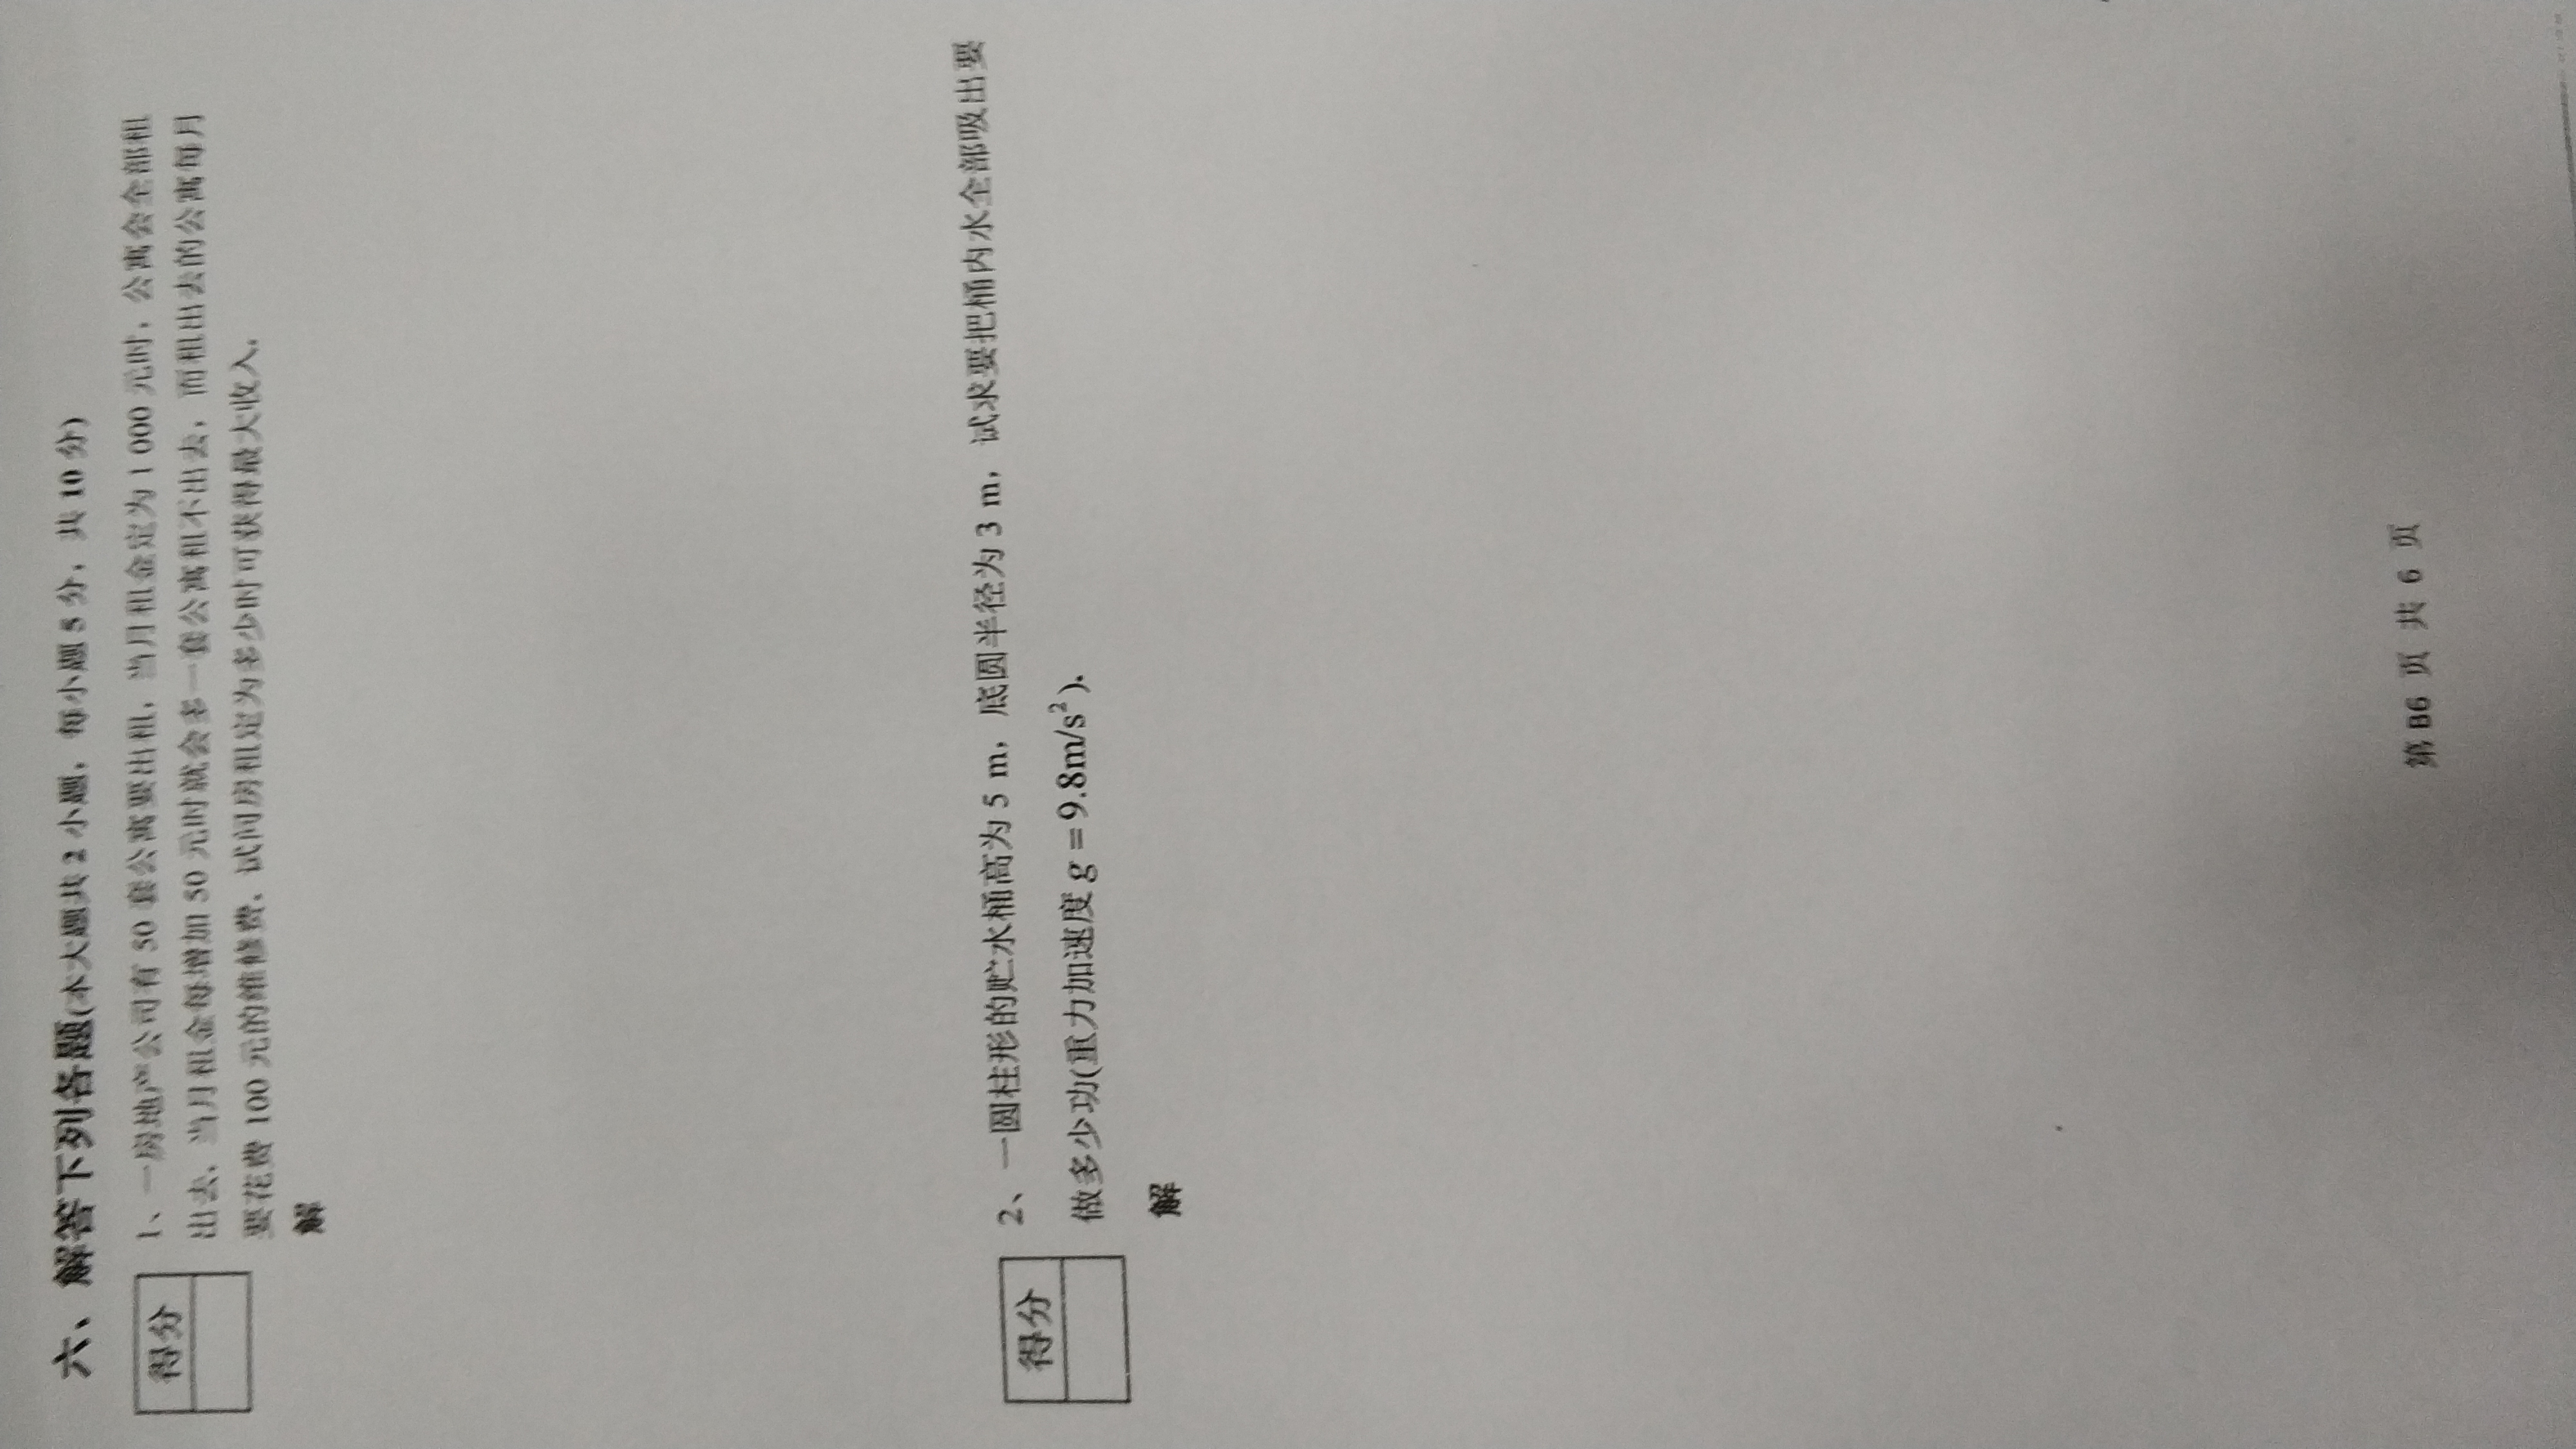 六、解答下列各题(本大题共 2 小题，每小题 5 分，共 10 分)
得分
1、一房地产公司有 50 套公寓要出租，当月租金定为 1 000 元时，公寓会全部租
出去. 当月租金每增加 50 元时就会多一套公寓租不出去，而租出去的公寓每月
要花费 100 元的维修费. 试问房租定为多少时可获得最大收入.
解
得分
2、一圆柱形的贮水桶高为 5 m，底圆半径为 3 m，试求要把桶内水全部吸出要
做多少功(重力加速度 g = 9.8m/s²).
解
第 B6 页 共 6 页